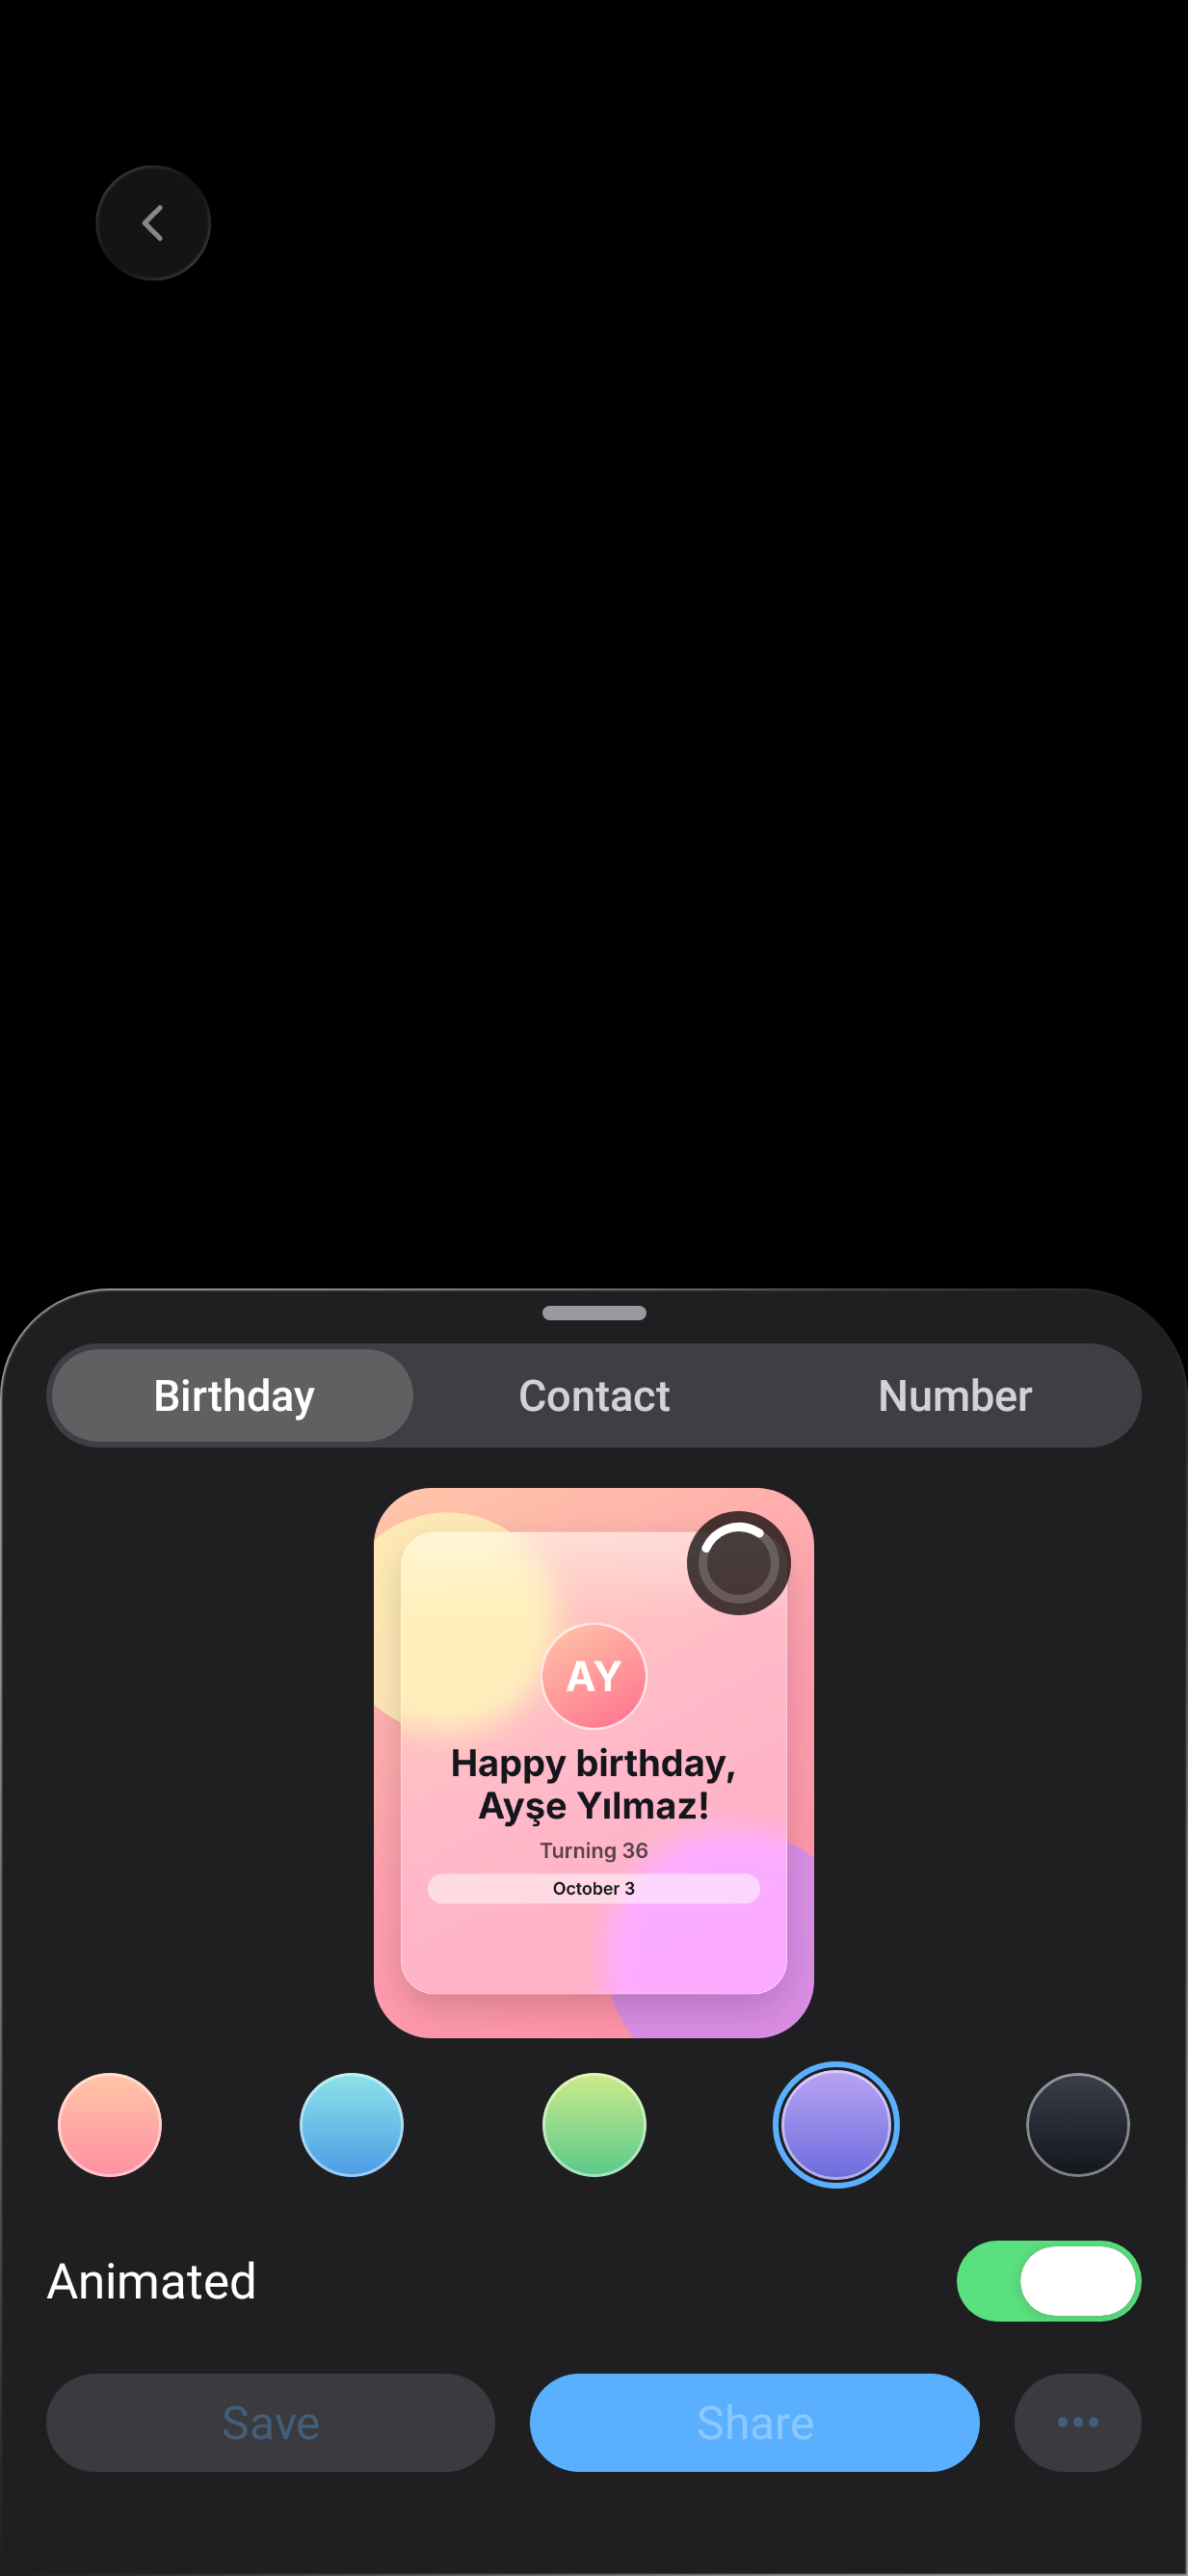 Birthday
Contact
Number
AY
Happy birthday,
Ayşe Yılmaz!
Turning 36
October 3
Animated
Save
Share